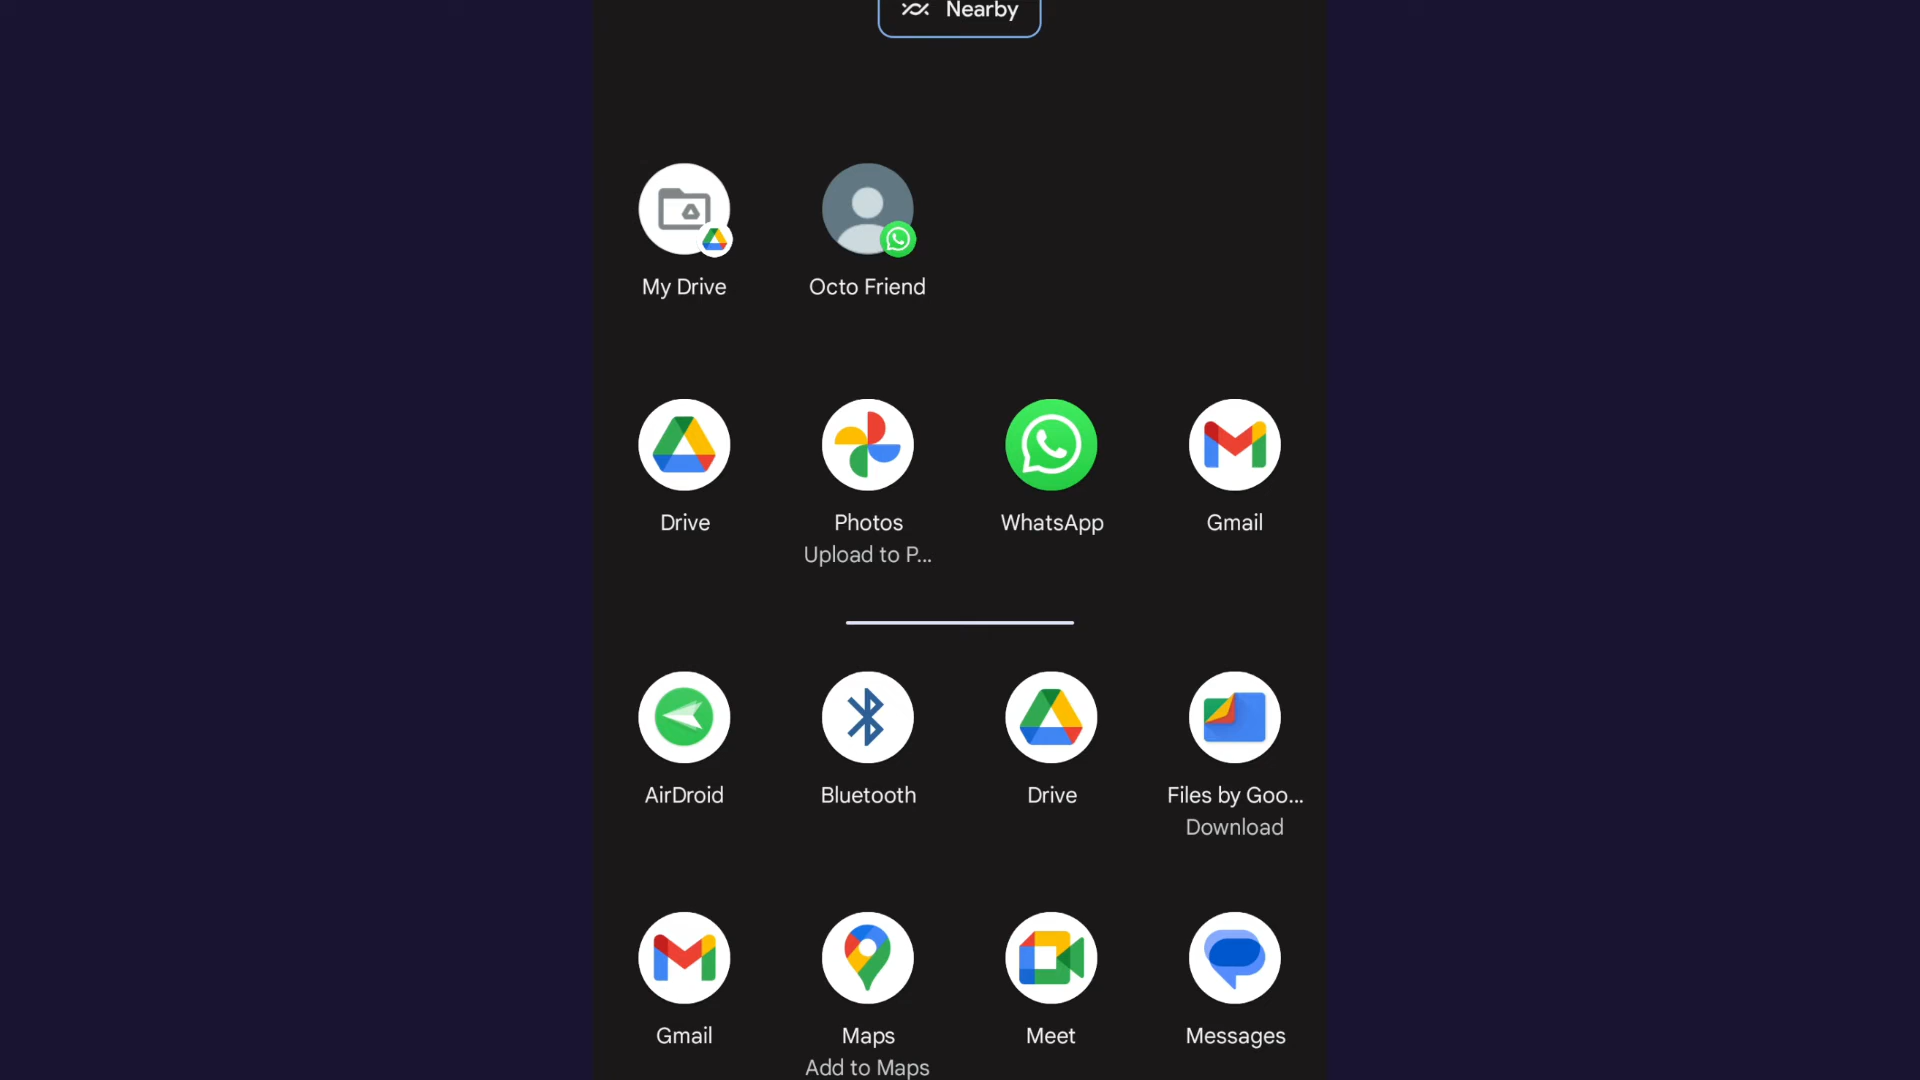 Nearby
My Drive
Octo Friend
Drive
Photos
WhatsApp
Gmail
Upload to P...
AirDroid
Bluetooth
Drive
Files by Goo...
Download
Gmail
Maps
Meet
Messages
Add to Maps